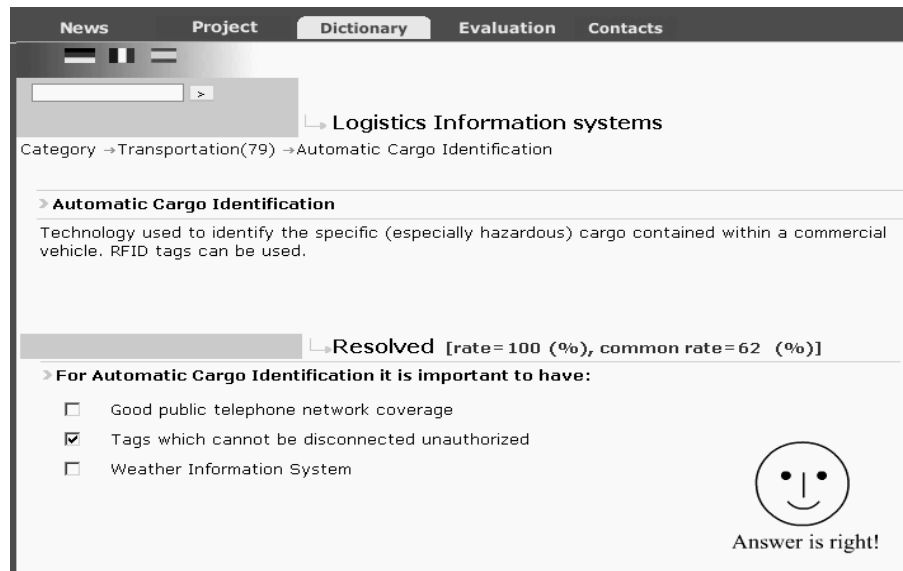 News Project Dictionary Evaluation Contacts
>
Logistics Information systems
Category →Transportation(79) →Automatic Cargo Identification
Automatic Cargo Identification
Technology used to identify the specific (especially hazardous) cargo contained within a commercial
vehicle. RFID tags can be used.
Resolved [rate=100 (%), common rate=62 (%)]
For Automatic Cargo Identification it is important to have:
Good public telephone network coverage
Tags which cannot be disconnected unauthorized
Weather Information System
Answer is right!